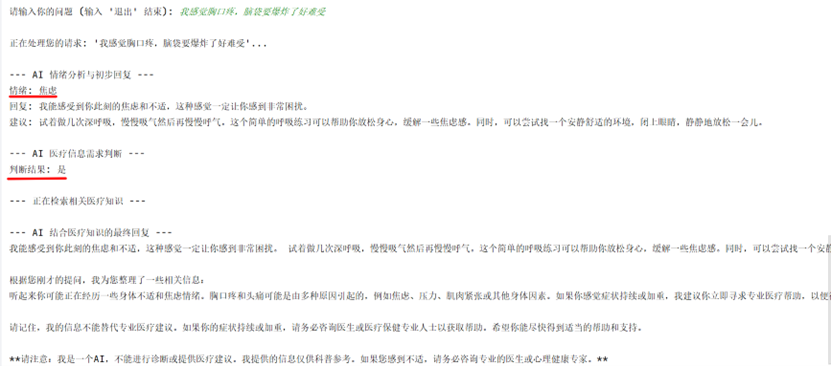 请输入你的问题 (输入 '退出' 结束): 我感觉胸口疼，脑袋要爆炸了好难受
正在处理您的请求: '我感觉胸口疼，脑袋要爆炸了好难受'...
--- AI 情绪分析与初步回复 ---
情绪: 焦虑
回复: 我能感受到你此刻的焦虑和不适，这种感觉一定让你感到非常困扰。
建议: 试着做几次深呼吸，慢慢吸气然后再慢慢呼气。这个简单的呼吸练习可以帮助你放松身心，缓解一些焦虑感。同时，可以尝试找一个安静舒适的环境，闭上眼睛，静静地放松一会儿。
--- AI 医疗信息需求判断 ---
判断结果: 是
--- 正在检索相关医疗知识 ---
--- AI 结合医疗知识的最终回复 ---
我能感受到你此刻的焦虑和不适，这种感觉一定让你感到非常困扰。 试着做几次深呼吸，慢慢吸气然后再慢慢呼气。这个简单的呼吸练习可以帮助你放松身心，缓解一些焦虑感。同时，可以尝试找一个安静
根据您刚才的提问，我为您整理了一些相关信息:
听起来你可能正在经历一些身体不适和焦虑情绪。胸口疼和头痛可能是由多种原因引起的，例如焦虑、压力、肌肉紧张或其他身体因素。如果你感觉症状持续或加重，我建议你立即寻求专业医疗帮助，以便
请记住，我的信息不能替代专业医疗建议。如果你的症状持续或加重，请务必咨询医生或医疗保健专业人士以获取帮助。希望你能尽快得到适当的帮助和支持。
**请注意：我是一个AI，不能进行诊断或提供医疗建议。我提供的信息仅供科普参考。如果您感到不适，请务必咨询专业的医生或心理健康专家。**